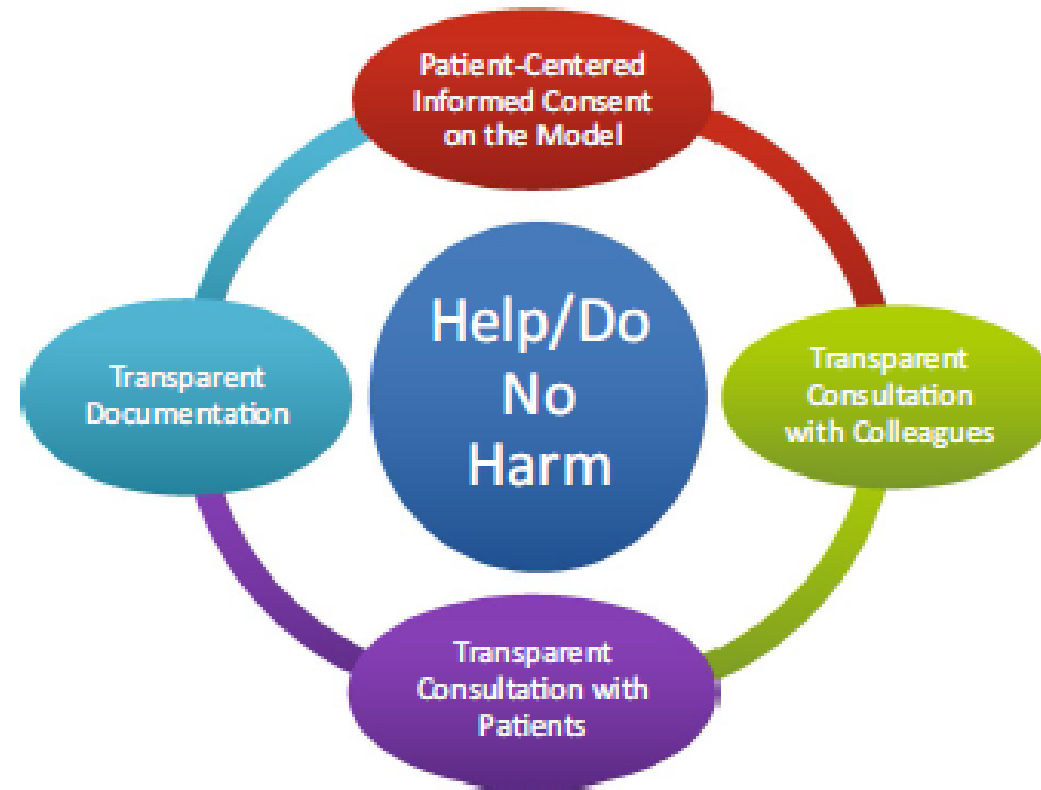 Patient-Centered
Informed Consent
on the Model
Help/Do
No
Harm
Transparent
Consultation
with Colleagues
Transparent
Documentation
Transparent
Consultation with
Patients